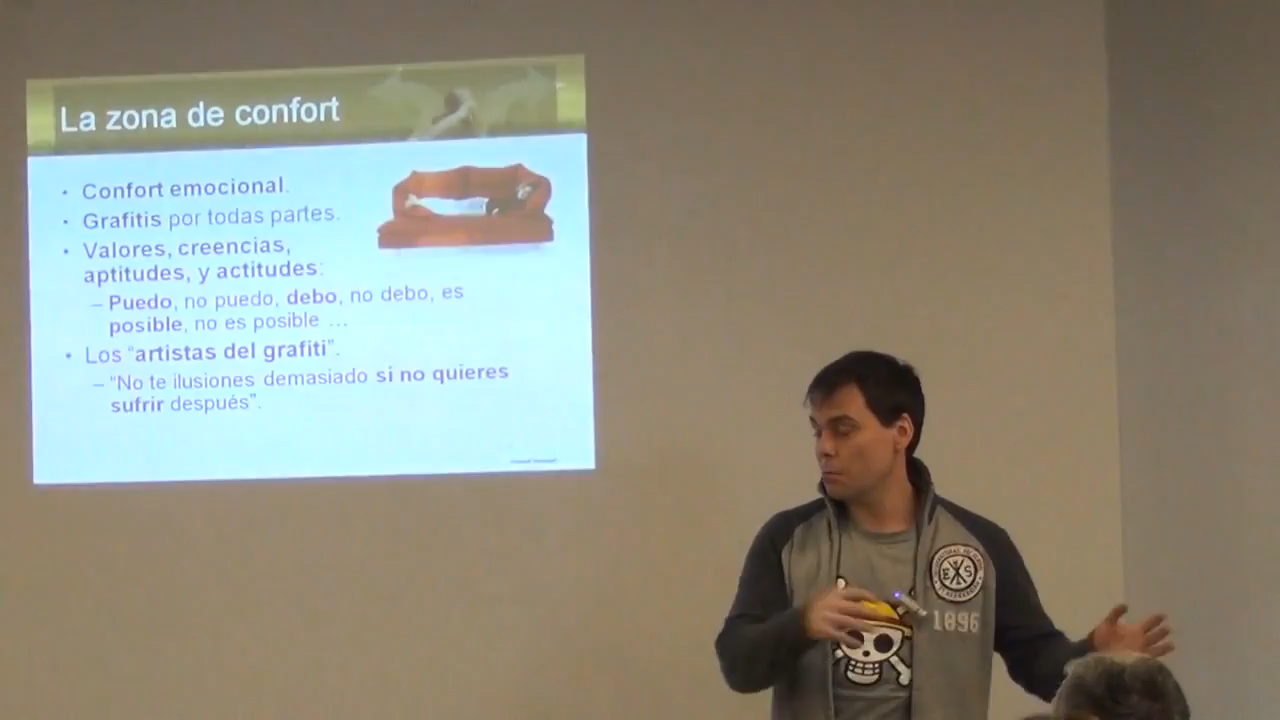 La zona de confort
• Confort emocional.
• Grafitis por todas partes.
• Valores, creencias,
aptitudes, y actitudes:
– Puedo, no puedo, debo, no debo, es
posible, no es posible ...
• Los “artistas del grafiti”.
– “No te ilusiones demasiado si no quieres
sufrir después”.
E S
1896